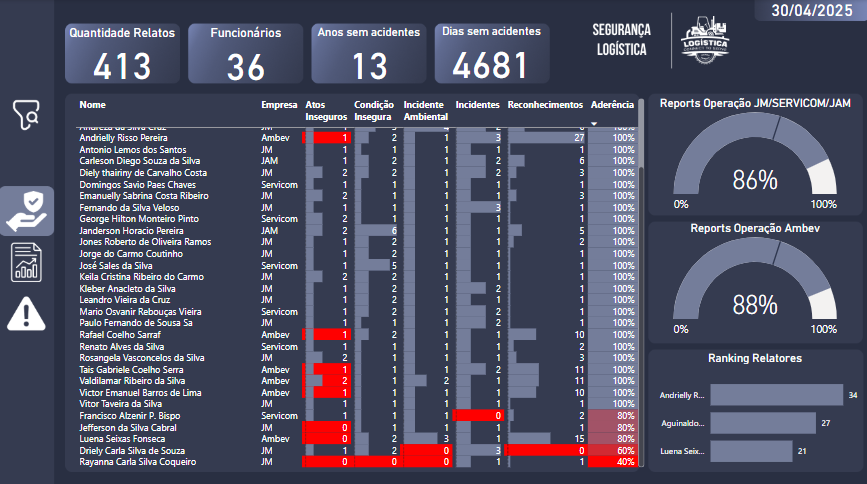 30/04/2025
Quantidade Relatos
413
Funcionários
36
Anos sem acidentes
13
Dias sem acidentes
4681
SEGURANÇA
LOGÍSTICA
LOGÍSTICA
Nome Empresa Atos Inseguros Condição Insegura Incidente Ambiental Incidentes Reconhecimentos Aderência
Andreza da Silva Cruz JM 1 3 4 2 6 100%
Andrielly Risso Pereira Ambev 1 2 1 3 27 100%
Antonio Lemos dos Santos JM 1 1 1 1 1 100%
Carleson Diego Souza da Silva JAM 1 2 1 1 6 100%
Diely thairiny de Carvalho Costa JM 2 2 1 1 3 100%
Domingos Savio Paes Chaves Servicom 1 1 1 1 1 100%
Emanuelly Sabrina Costa Ribeiro JM 2 2 1 1 3 100%
Fernando da Silva Veloso JM 1 1 1 3 1 100%
George Hilton Monteiro Pinto Servicom 1 1 1 1 1 100%
Janderson Horacio Pereira JAM 2 6 1 1 5 100%
Jones Roberto de Oliveira Ramos JM 1 1 1 1 2 100%
Jorge do Carmo Coutinho JM 1 1 1 1 1 100%
José Sales da Silva Servicom 1 5 1 1 1 100%
Keila Cristina Ribeiro do Carmo JM 2 2 1 1 1 100%
Kleber Anacleto da Silva JM 1 1 1 2 1 100%
Leandro Vieira da Cruz JM 1 1 1 2 1 100%
Mario Osvanir Rebouças Vieira Servicom 1 1 1 2 1 100%
Paulo Fernando de Sousa Sa JM 1 1 1 2 1 100%
Rafael Coelho Sarraf Ambev 1 2 1 1 10 100%
Renato Alves da Silva Servicom 1 1 1 1 2 100%
Rosangela Vasconcelos da Silva JM 2 1 1 1 3 100%
Tais Gabriele Coelho Serra Ambev 1 1 1 2 11 100%
Valdilamar Ribeiro da Silva Ambev 2 1 2 1 11 100%
Victor Emanuel Barros de Lima Ambev 1 1 1 1 10 100%
Vitor Taveira da Silva JM 1 1 1 1 1 100%
Francisco Alzenir P. Bispo Servicom 1 1 1 0 2 80%
Jefferson da Silva Cabral JM 0 1 1 1 1 80%
Luena Seixas Fonseca Ambev 0 2 3 1 15 80%
Driely Carla Silva de Souza JM 1 1 0 3 0 60%
Rayanna Carla da Silva Coqueiro JM 0 0 0 1 1 40%
Reports Operação JM/SERVICOM/JAM
86%
0% 100%
Reports Operação Ambev
88%
0% 100%
Ranking Relatores
Andrielly R... 34
Aguinaldo... 27
Luena Seix... 21